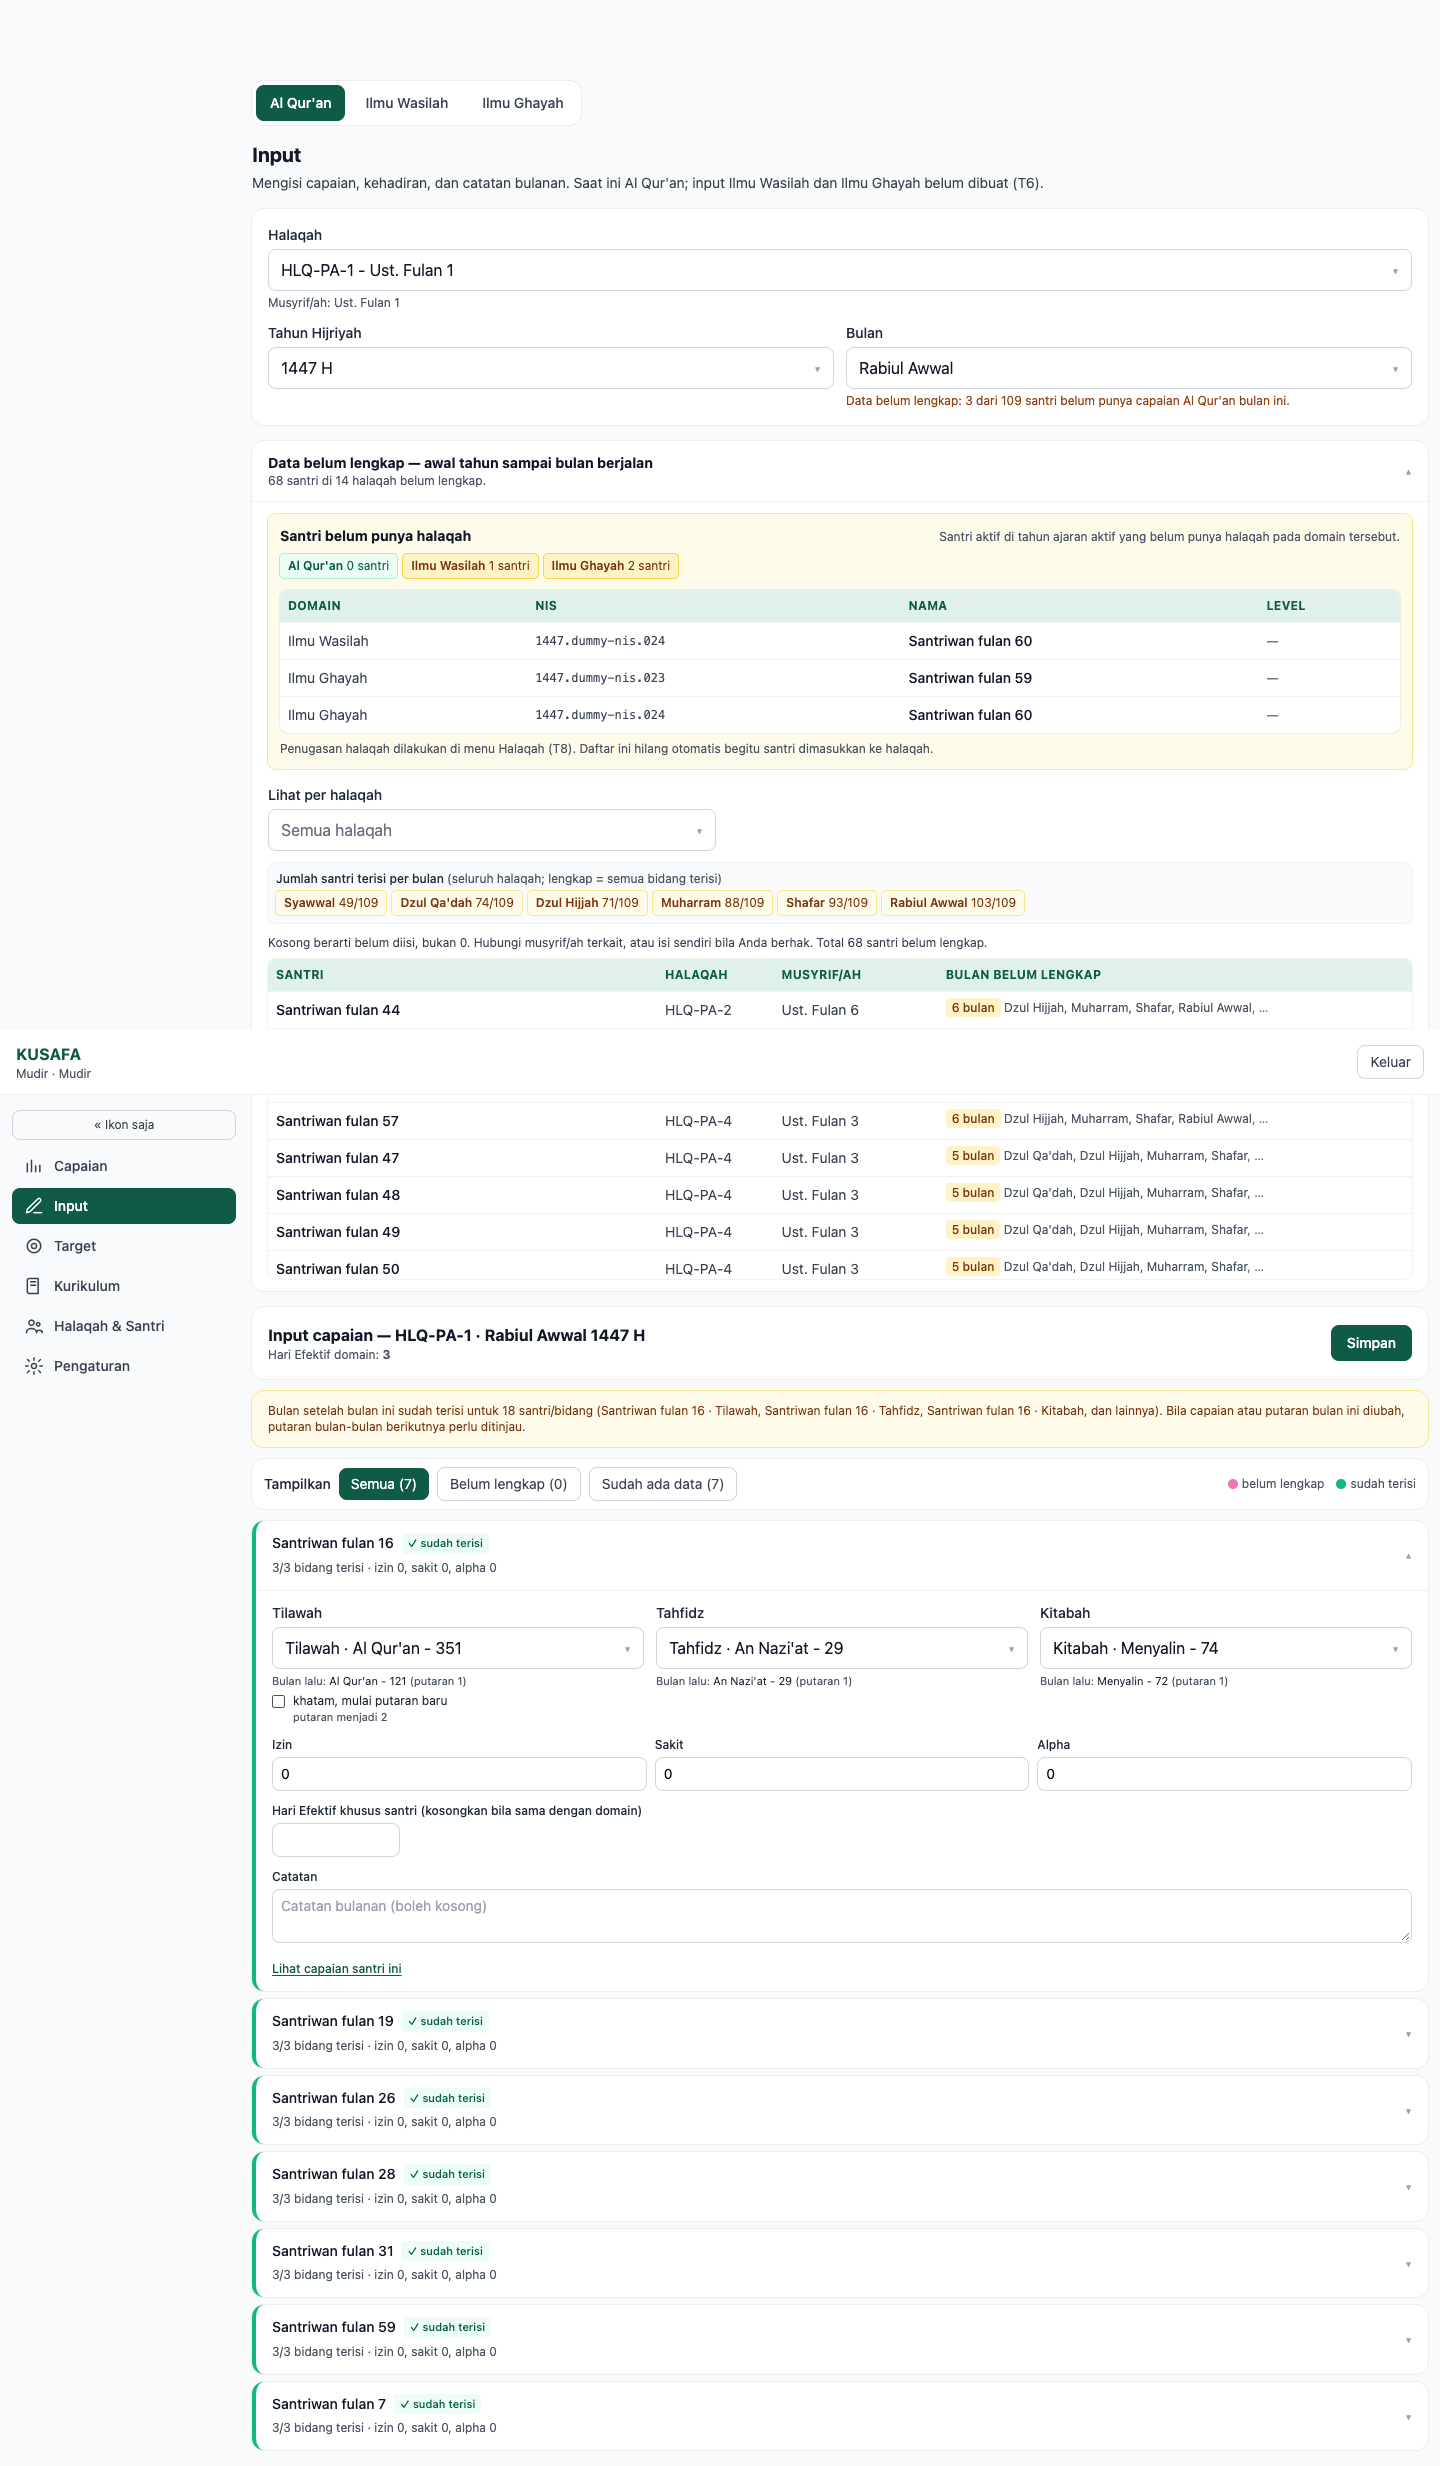 Al Qur'an Ilmu Wasilah Ilmu Ghayah
Input
Mengisi capaian, kehadiran, dan catatan bulanan. Saat ini Al Qur'an; input Ilmu Wasilah dan Ilmu Ghayah belum dibuat (T6).
Halaqah
HLQ-PA-1 - Ust. Fulan 1
Musyrif/ah: Ust. Fulan 1
Tahun Hijriyah Bulan
1447 H Rabiul Awwal
Data belum lengkap: 3 dari 109 santri belum punya capaian Al Qur'an bulan ini.
Data belum lengkap — awal tahun sampai bulan berjalan
68 santri di 14 halaqah belum lengkap.
Santri belum punya halaqah Santri aktif di tahun ajaran aktif yang belum punya halaqah pada domain tersebut.
Al Qur'an 0 santri Ilmu Wasilah 1 santri Ilmu Ghayah 2 santri
DOMAIN NIS NAMA LEVEL
Ilmu Wasilah 1447.dummy-nis.024 Santriwan fulan 60 —
Ilmu Ghayah 1447.dummy-nis.023 Santriwan fulan 59 —
Ilmu Ghayah 1447.dummy-nis.024 Santriwan fulan 60 —
Penugasan halaqah dilakukan di menu Halaqah (T8). Daftar ini hilang otomatis begitu santri dimasukkan ke halaqah.
Lihat per halaqah
Semua halaqah
Jumlah santri terisi per bulan (seluruh halaqah; lengkap = semua bidang terisi)
Syawwal 49/109 Dzul Qa'dah 74/109 Dzul Hijjah 71/109 Muharram 88/109 Shafar 93/109 Rabiul Awwal 103/109
Kosong berarti belum diisi, bukan 0. Hubungi musyrif/ah terkait, atau isi sendiri bila Anda berhak. Total 68 santri belum lengkap.
SANTRI HALAQAH MUSYRIF/AH BULAN BELUM LENGKAP
Santriwan fulan 44 HLQ-PA-2 Ust. Fulan 6 6 bulan Dzul Hijjah, Muharram, Shafar, Rabiul Awwal, ...
KUSAFA
Mudir · Mudir
Keluar
« Ikon saja
Capaian
Input
Target
Kurikulum
Halaqah & Santri
Pengaturan
Santriwan fulan 57 HLQ-PA-4 Ust. Fulan 3 6 bulan Dzul Hijjah, Muharram, Shafar, Rabiul Awwal, ...
Santriwan fulan 47 HLQ-PA-4 Ust. Fulan 3 5 bulan Dzul Qa'dah, Dzul Hijjah, Muharram, Shafar, ...
Santriwan fulan 48 HLQ-PA-4 Ust. Fulan 3 5 bulan Dzul Qa'dah, Dzul Hijjah, Muharram, Shafar, ...
Santriwan fulan 49 HLQ-PA-4 Ust. Fulan 3 5 bulan Dzul Qa'dah, Dzul Hijjah, Muharram, Shafar, ...
Santriwan fulan 50 HLQ-PA-4 Ust. Fulan 3 5 bulan Dzul Qa'dah, Dzul Hijjah, Muharram, Shafar, ...
Input capaian — HLQ-PA-1 · Rabiul Awwal 1447 H
Hari Efektif domain: 3
Simpan
Bulan setelah bulan ini sudah terisi untuk 18 santri/bidang (Santriwan fulan 16 · Tilawah, Santriwan fulan 16 · Tahfidz, Santriwan fulan 16 · Kitabah, dan lainnya). Bila capaian atau putaran bulan ini diubah,
putaran bulan-bulan berikutnya perlu ditinjau.
Tampilkan Semua (7) Belum lengkap (0) Sudah ada data (7) belum lengkap sudah terisi
Santriwan fulan 16 ✓ sudah terisi
3/3 bidang terisi · izin 0, sakit 0, alpha 0
Tilawah Tahfidz Kitabah
Tilawah · Al Qur'an - 351 Tahfidz · An Nazi'at - 29 Kitabah · Menyalin - 74
Bulan lalu: Al Qur'an - 121 (putaran 1) Bulan lalu: An Nazi'at - 29 (putaran 1) Bulan lalu: Menyalin - 72 (putaran 1)
khatam, mulai putaran baru
putaran menjadi 2
Izin Sakit Alpha
0 0 0
Hari Efektif khusus santri (kosongkan bila sama dengan domain)
Catatan
Catatan bulanan (boleh kosong)
Lihat capaian santri ini
Santriwan fulan 19 ✓ sudah terisi
3/3 bidang terisi · izin 0, sakit 0, alpha 0
Santriwan fulan 26 ✓ sudah terisi
3/3 bidang terisi · izin 0, sakit 0, alpha 0
Santriwan fulan 28 ✓ sudah terisi
3/3 bidang terisi · izin 0, sakit 0, alpha 0
Santriwan fulan 31 ✓ sudah terisi
3/3 bidang terisi · izin 0, sakit 0, alpha 0
Santriwan fulan 59 ✓ sudah terisi
3/3 bidang terisi · izin 0, sakit 0, alpha 0
Santriwan fulan 7 ✓ sudah terisi
3/3 bidang terisi · izin 0, sakit 0, alpha 0